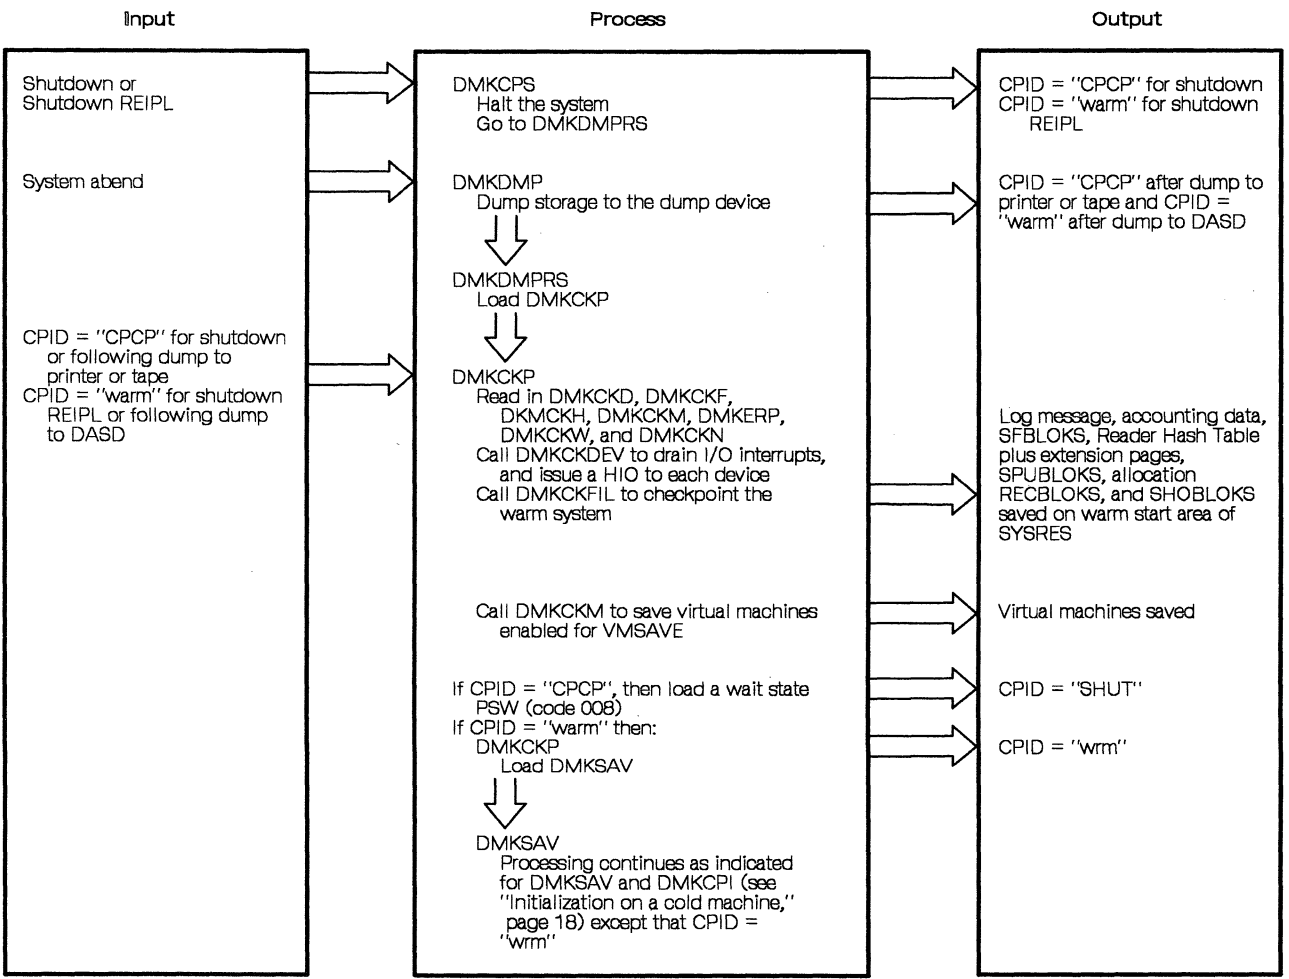 Input
Process
Output
Shutdown or
Shutdown REIPL
System abend
CPID = "CPCP" for shutdown
or following dump to
printer or tape
CPID = "warm" for shutdown
REIPL or following dump
to DASD
DMKCPS
Halt the system
Go to DMKDMPRS
DMKDMP
Dump storage to the dump device
DMKDMPRS
Load DMKCKP
DMKCKP
Read in DMKCKD, DMKCKF,
DKMCKH, DMKCKM, DMKERP,
DMKCKW, and DMKCKN
Call DMKCKDEV to drain I/O interrupts,
and issue a HIO to each device
Call DMKCKFIL to checkpoint the
warm system
Call DMKCKM to save virtual machines
enabled for VMSAVE
If CPID = "CPCP", then load a wait state
PSW (code 008)
If CPID = "warm" then:
DMKCKP
Load DMKSAV
DMKSAV
Processing continues as indicated
for DMKSAV and DMKCPI (see
"Initialization on a cold machine,"
page 18) except that CPID =
"wrm"
CPID = "CPCP" for shutdown
CPID = "warm" for shutdown
REIPL
CPID = "CPCP" after dump to
printer or tape and CPID =
"warm" after dump to DASD
Log message, accounting data,
SFBLOKS, Reader Hash Table
plus extension pages,
SPUBLOKS, allocation
RECBLOKS, and SHOBLOKS
saved on warm start area of
SYSRES
Virtual machines saved
CPID = "SHUT"
CPID = "wrm"